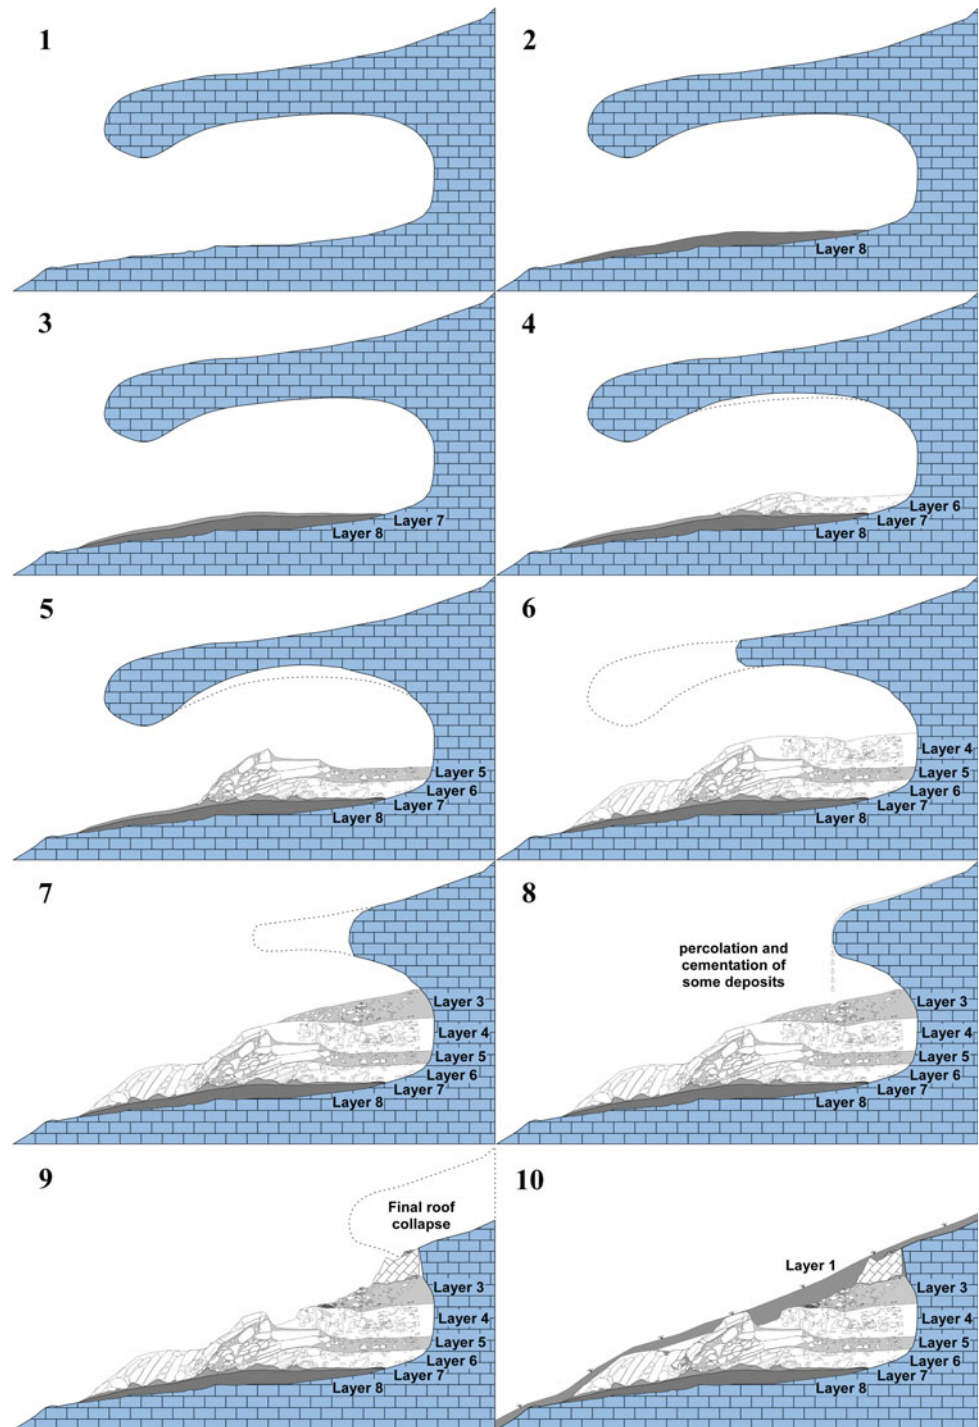 1
2
Layer 8
3
Layer 7
Layer 8
4
Layer 6
Layer 7
Layer 8
5
Layer 5
Layer 6
Layer 7
Layer 8
6
Layer 4
Layer 5
Layer 6
Layer 7
Layer 8
7
Layer 3
Layer 4
Layer 5
Layer 6
Layer 7
Layer 8
8
percolation and
cementation of
some deposits
Layer 3
Layer 4
Layer 5
Layer 6
Layer 7
Layer 8
9
Final roof
collapse
Layer 3
Layer 4
Layer 5
Layer 6
Layer 7
Layer 8
10
Layer 1
Layer 3
Layer 4
Layer 5
Layer 6
Layer 7
Layer 8